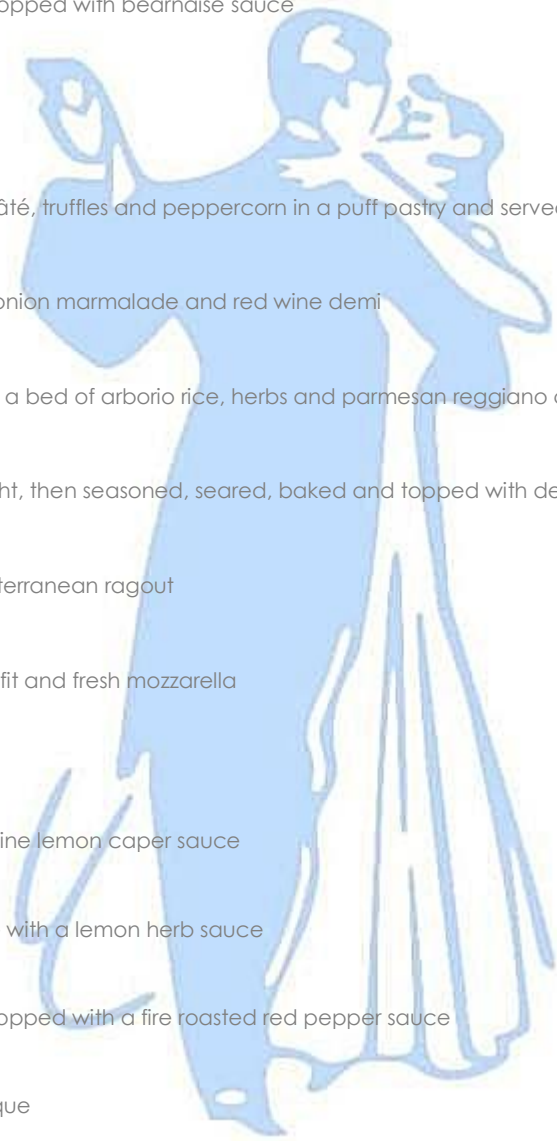 opped with bearnaise sauce
âté, truffles and peppercorn in a puff pastry and serve
onion marmalade and red wine demi
a bed of arborio rice, herbs and parmesan reggiano
ht, then seasoned, seared, baked and topped with de
terranean ragout
fit and fresh mozzarella
ine lemon caper sauce
with a lemon herb sauce
opped with a fire roasted red pepper sauce
que